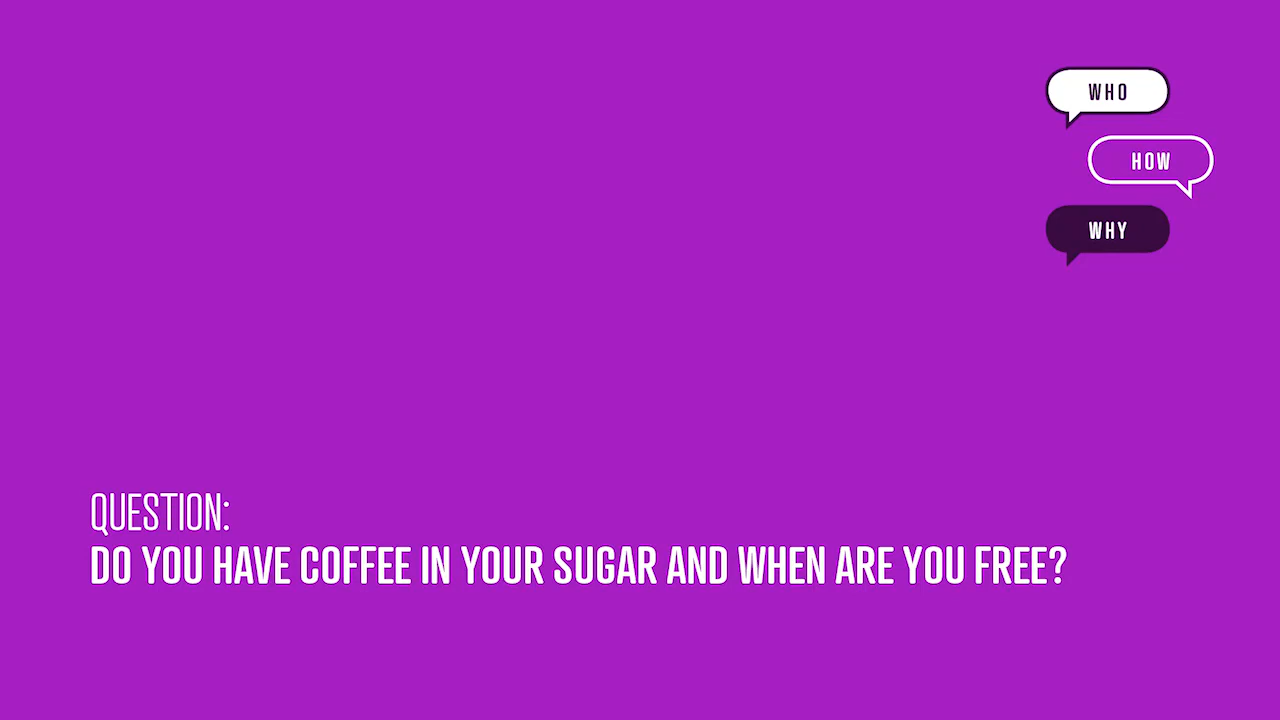 WHO
HOW
WHY
QUESTION:
DO YOU HAVE COFFEE IN YOUR SUGAR AND WHEN ARE YOU FREE?